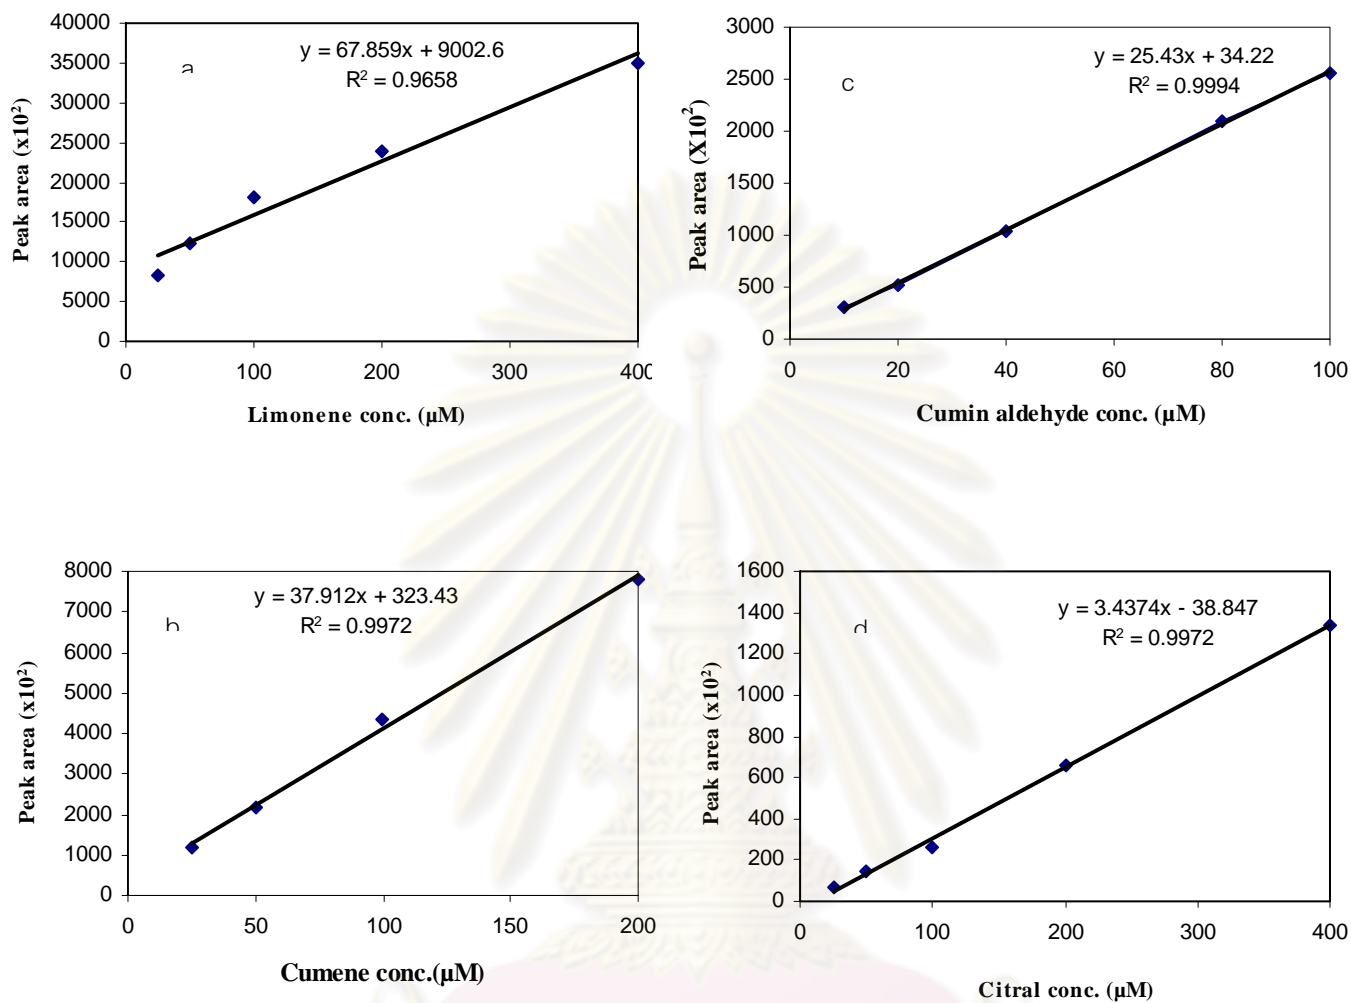 40000
35000
30000
25000
20000
15000
10000
5000
0
Peak area (x10²)
a
y = 67.859x + 9002.6
R² = 0.9658
0 100 200 300 400
Limonene conc. (µM)
3000
2500
2000
1500
1000
500
0
Peak area (X10²)
c
y = 25.43x + 34.22
R² = 0.9994
0 20 40 60 80 100
Cumin aldehyde conc. (µM)
8000
7000
6000
5000
4000
3000
2000
1000
0
Peak area (x10²)
b
y = 37.912x + 323.43
R² = 0.9972
0 50 100 150 200
Cumene conc.(µM)
1600
1400
1200
1000
800
600
400
200
0
Peak area (x10²)
d
y = 3.4374x - 38.847
R² = 0.9972
0 100 200 300 400
Citral conc. (µM)